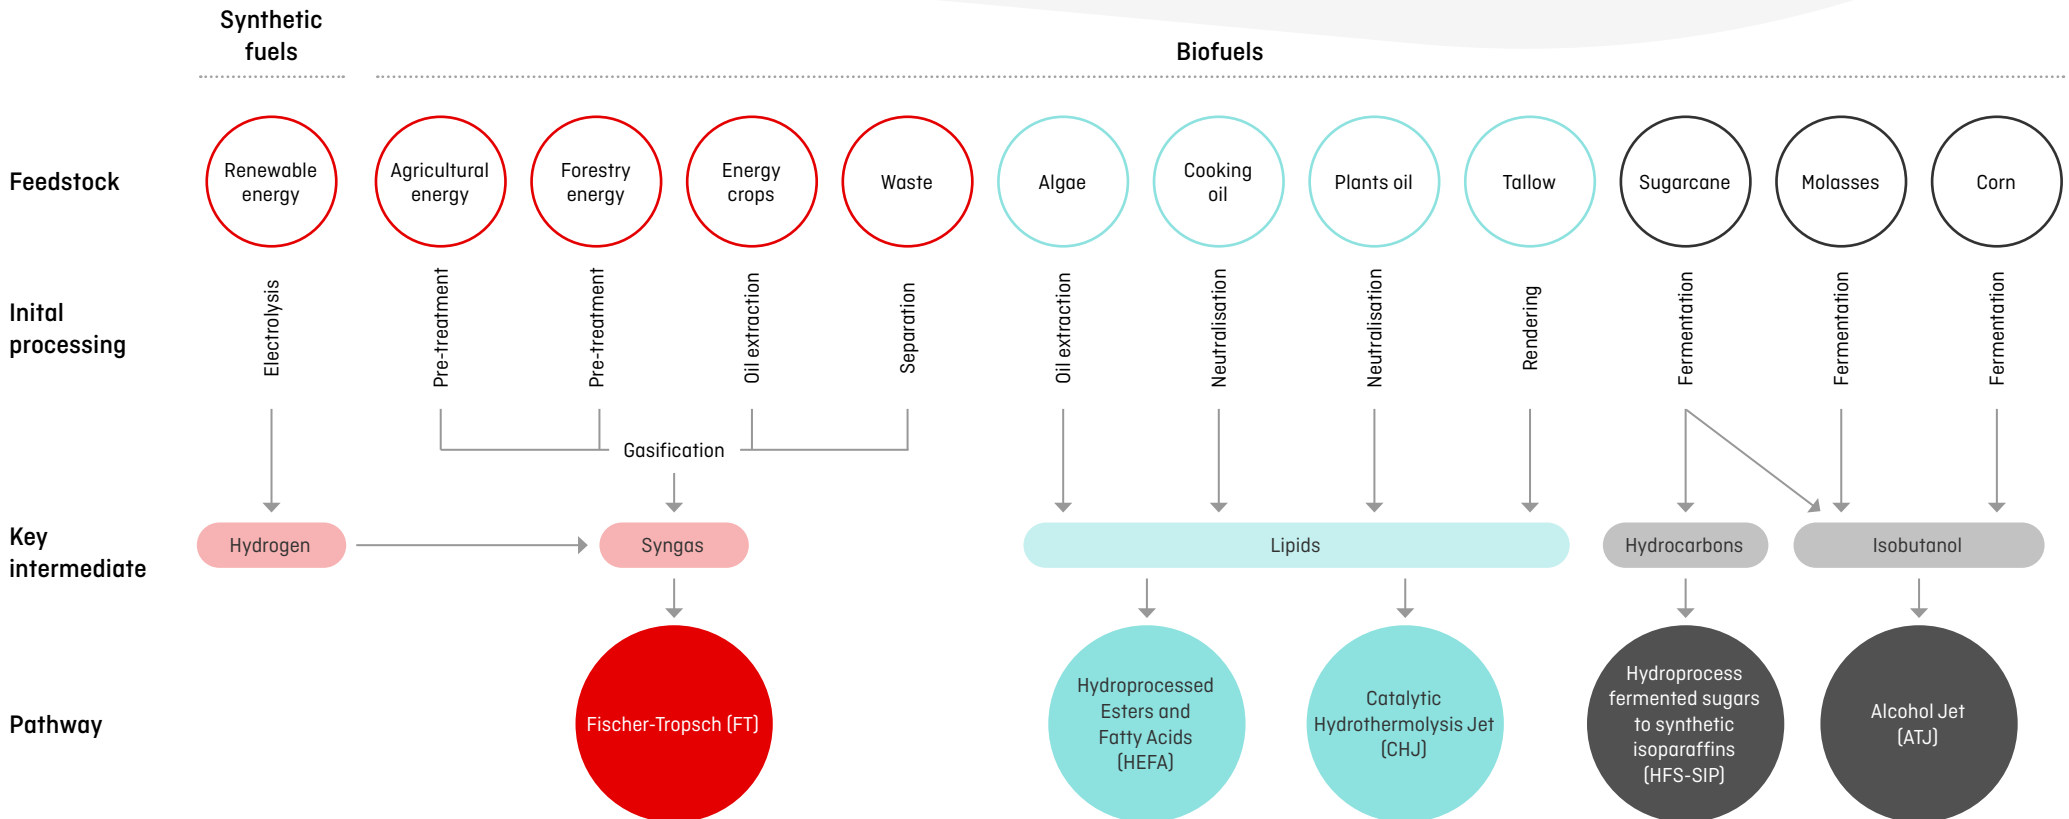 Synthetic
fuels
Biofuels
Feedstock
Renewable
energy
Agricultural
energy
Forestry
energy
Energy
crops
Waste
Algae
Cooking
oil
Plants oil
Tallow
Sugarcane
Molasses
Corn
Inital
processing
Electrolysis
Pre-treatment
Pre-treatment
Oil extraction
Separation
Oil extraction
Neutralisation
Neutralisation
Rendering
Fermentation
Fermentation
Fermentation
Gasification
Key
intermediate
Hydrogen
Syngas
Lipids
Hydrocarbons
Isobutanol
Pathway
Fischer-Tropsch (FT)
Hydroprocessed
Esters and
Fatty Acids
(HEFA)
Catalytic
Hydrothermolysis Jet
(CHJ)
Hydroprocess
fermented sugars
to synthetic
isoparaffins
(HFS-SIP)
Alcohol Jet
(ATJ)